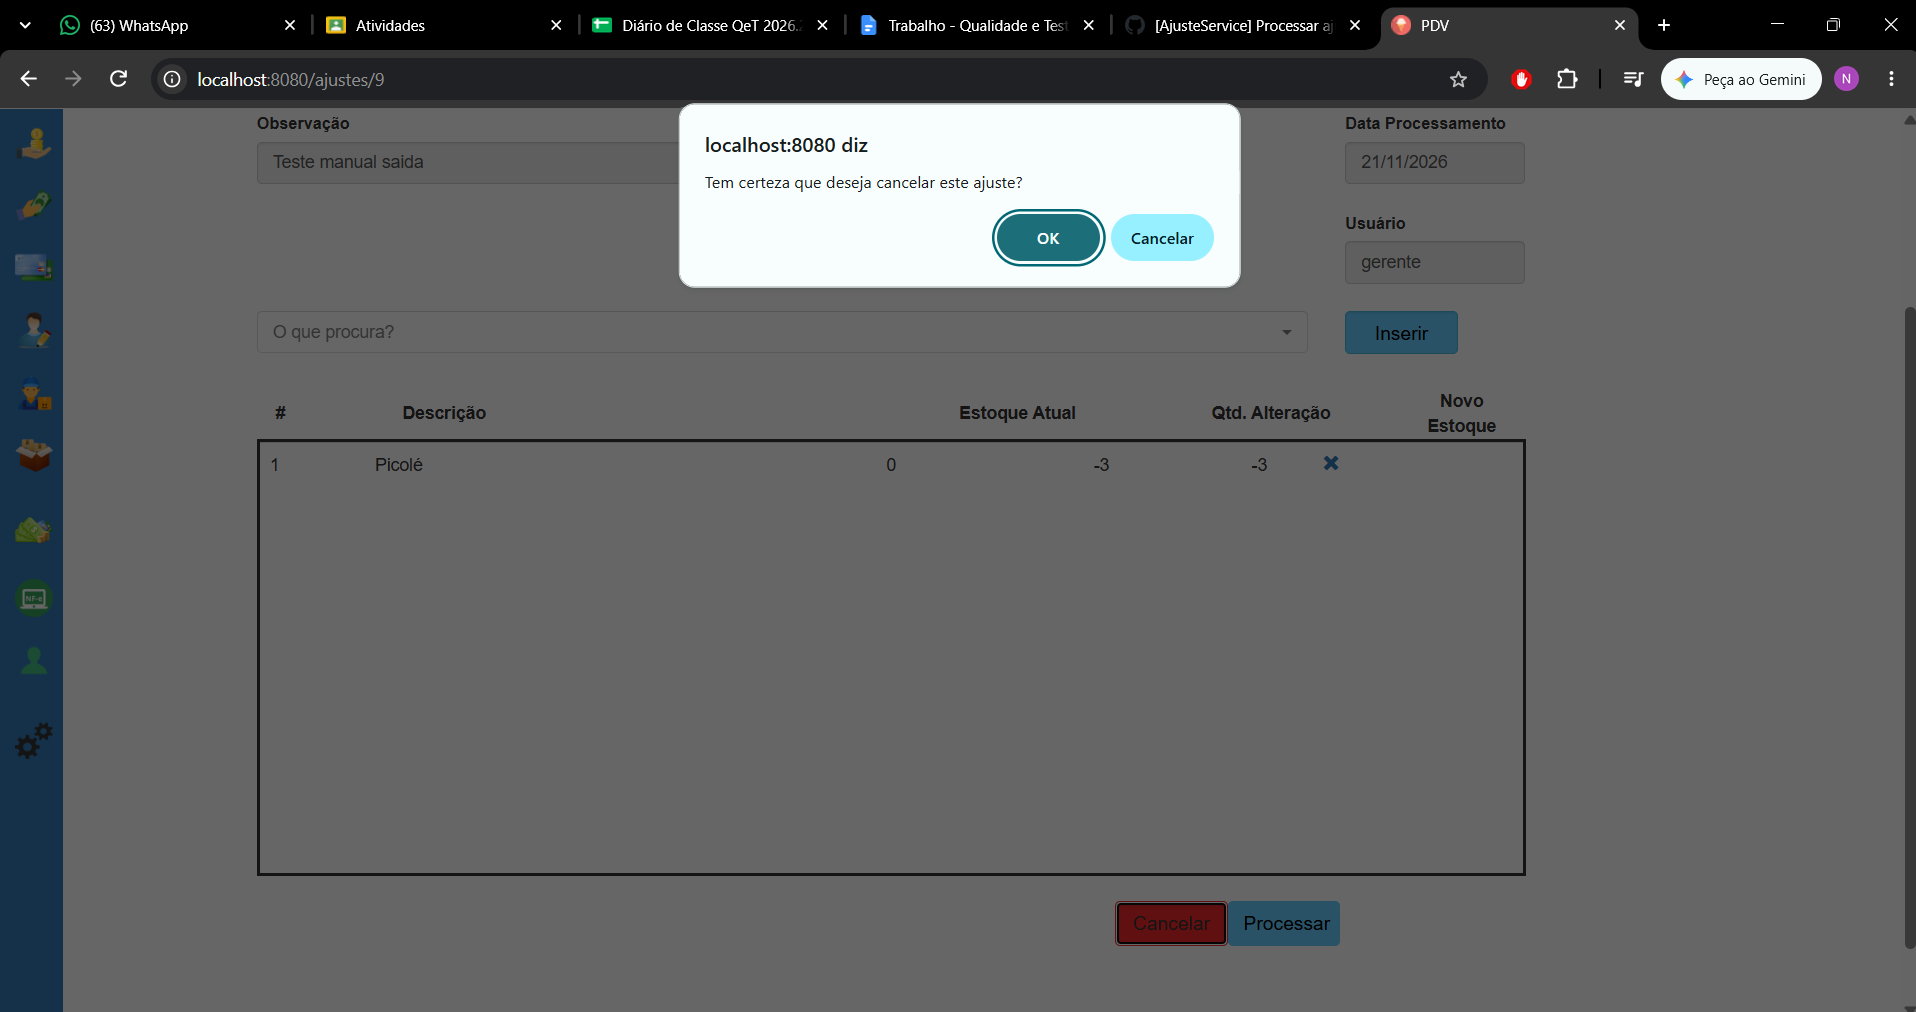 (63) WhatsApp
Atividades
Diário de Classe QeT 2026.
Trabalho - Qualidade e Test
[AjusteService] Processar aj
PDV
localhost:8080/ajustes/9
Peça ao Gemini
N
localhost:8080 diz
Tem certeza que deseja cancelar este ajuste?
OK
Cancelar
Observação
Data Processamento
Teste manual saida
21/11/2026
Usuário
gerente
O que procura?
Inserir
# Descrição Estoque Atual Qtd. Alteração Novo Estoque
1 Picolé 0 -3 -3
NF-e
Cancelar
Processar